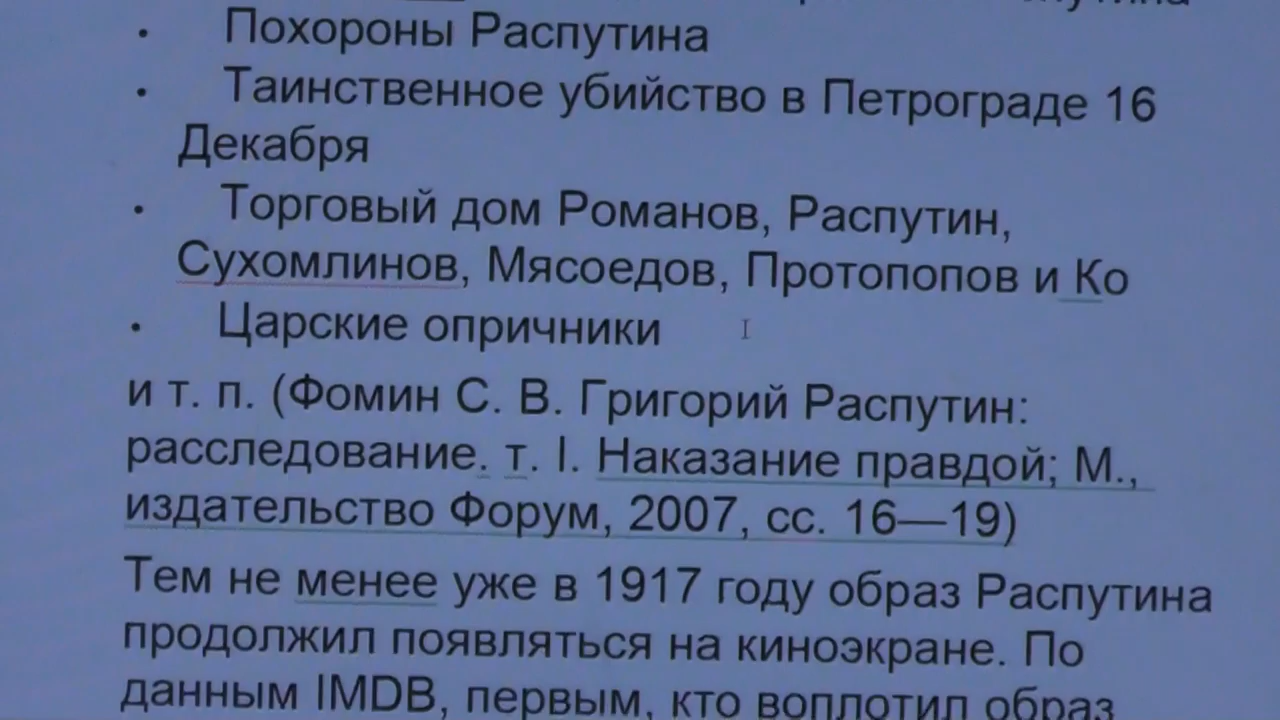 • Похороны Распутина
• Таинственное убийство в Петрограде 16
Декабря
• Торговый дом Романов, Распутин,
Сухомлинов, Мясоедов, Протопопов и Ко
• Царские опричники
и т. п. (Фомин С. В. Григорий Распутин:
расследование. т. I. Наказание правдой; М.,
издательство Форум, 2007, сс. 16—19)
Тем не менее уже в 1917 году образ Распутина
продолжил появляться на киноэкране. По
данным IMDB, первым, кто воплотил образ